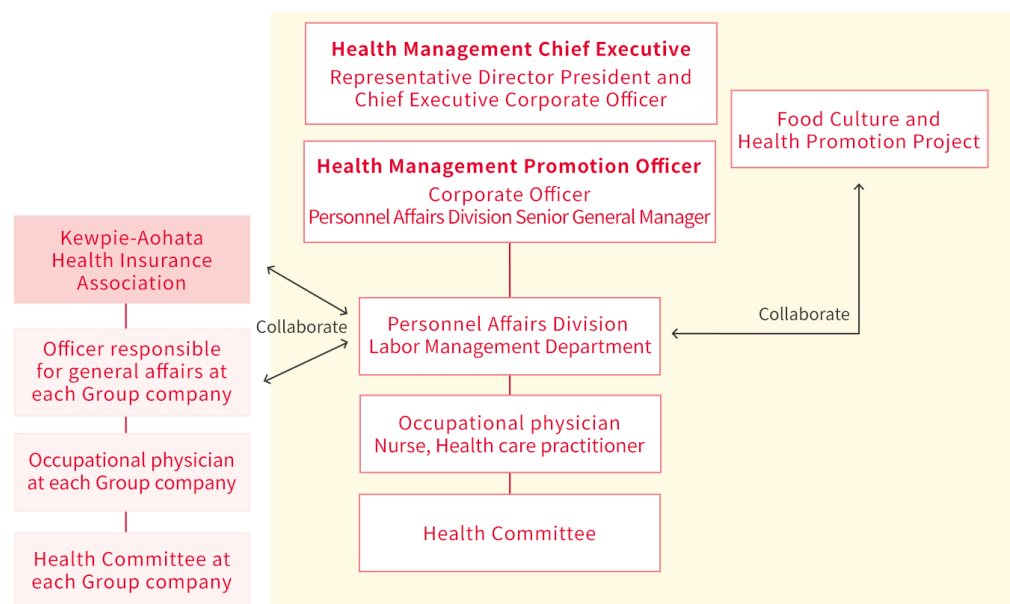 Health Management Chief Executive
Representative Director President and
Chief Executive Corporate Officer
Food Culture and
Health Promotion Project
Health Management Promotion Officer
Corporate Officer
Personnel Affairs Division Senior General Manager
Kewpie-Aohata
Health Insurance
Association
Collaborate
Personnel Affairs Division
Labor Management Department
Collaborate
Officer responsible
for general affairs at
each Group company
Occupational physician
Nurse, Health care practitioner
Occupational physician
at each Group company
Health Committee
Health Committee at
each Group company